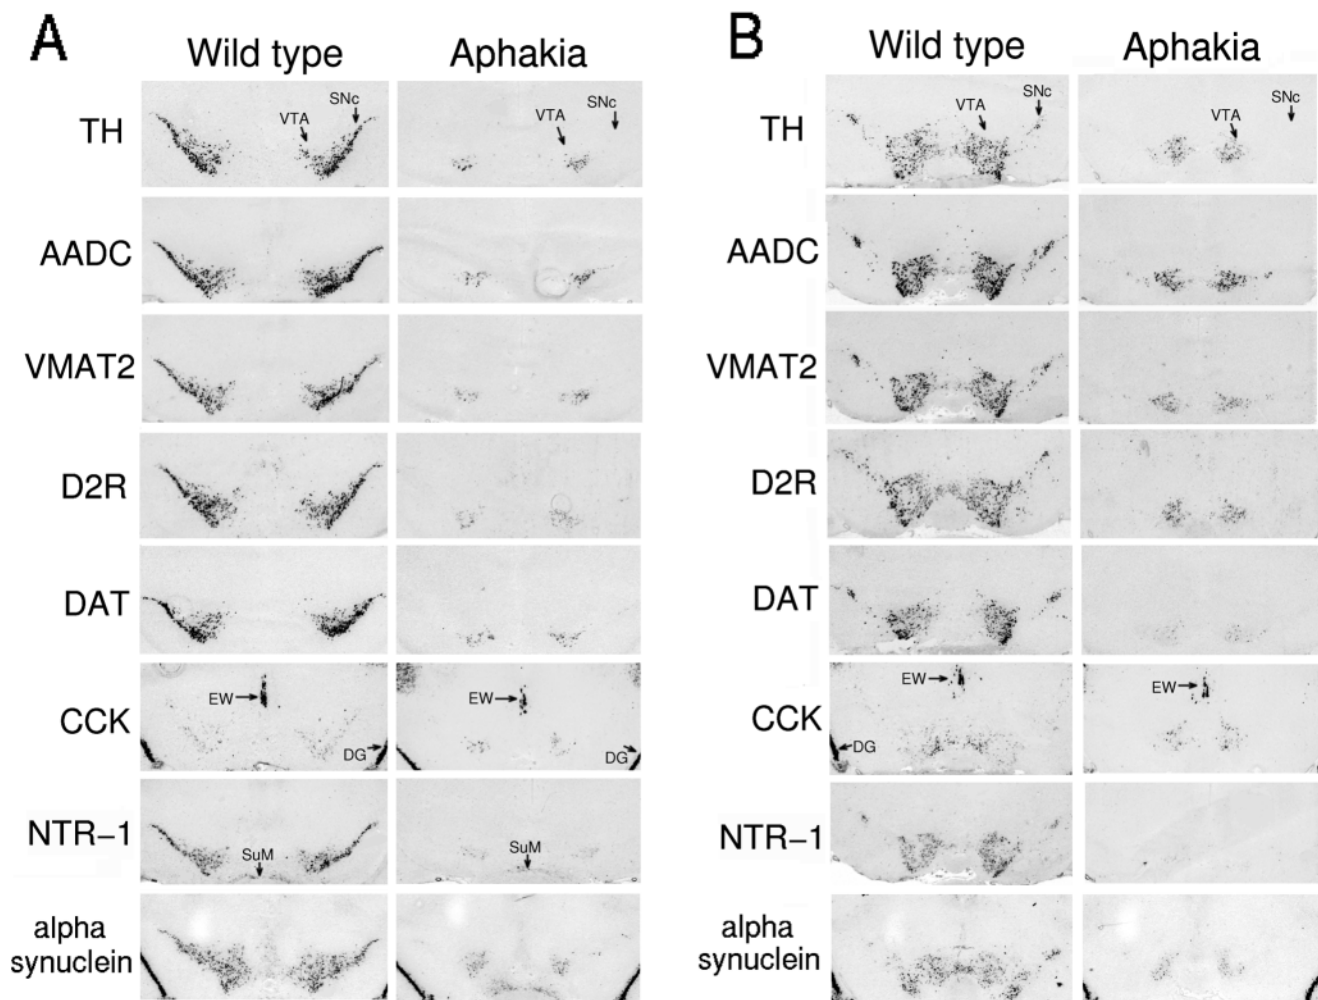 A
Wild type
Aphakia
TH
VTA
SNc
VTA
SNc
AADC
VMAT2
D2R
DAT
CCK
EW
DG
EW
DG
NTR-1
SuM
SuM
alpha
synuclein
B
Wild type
Aphakia
TH
VTA
SNc
VTA
SNc
AADC
VMAT2
D2R
DAT
CCK
EW
DG
EW
NTR-1
alpha
synuclein